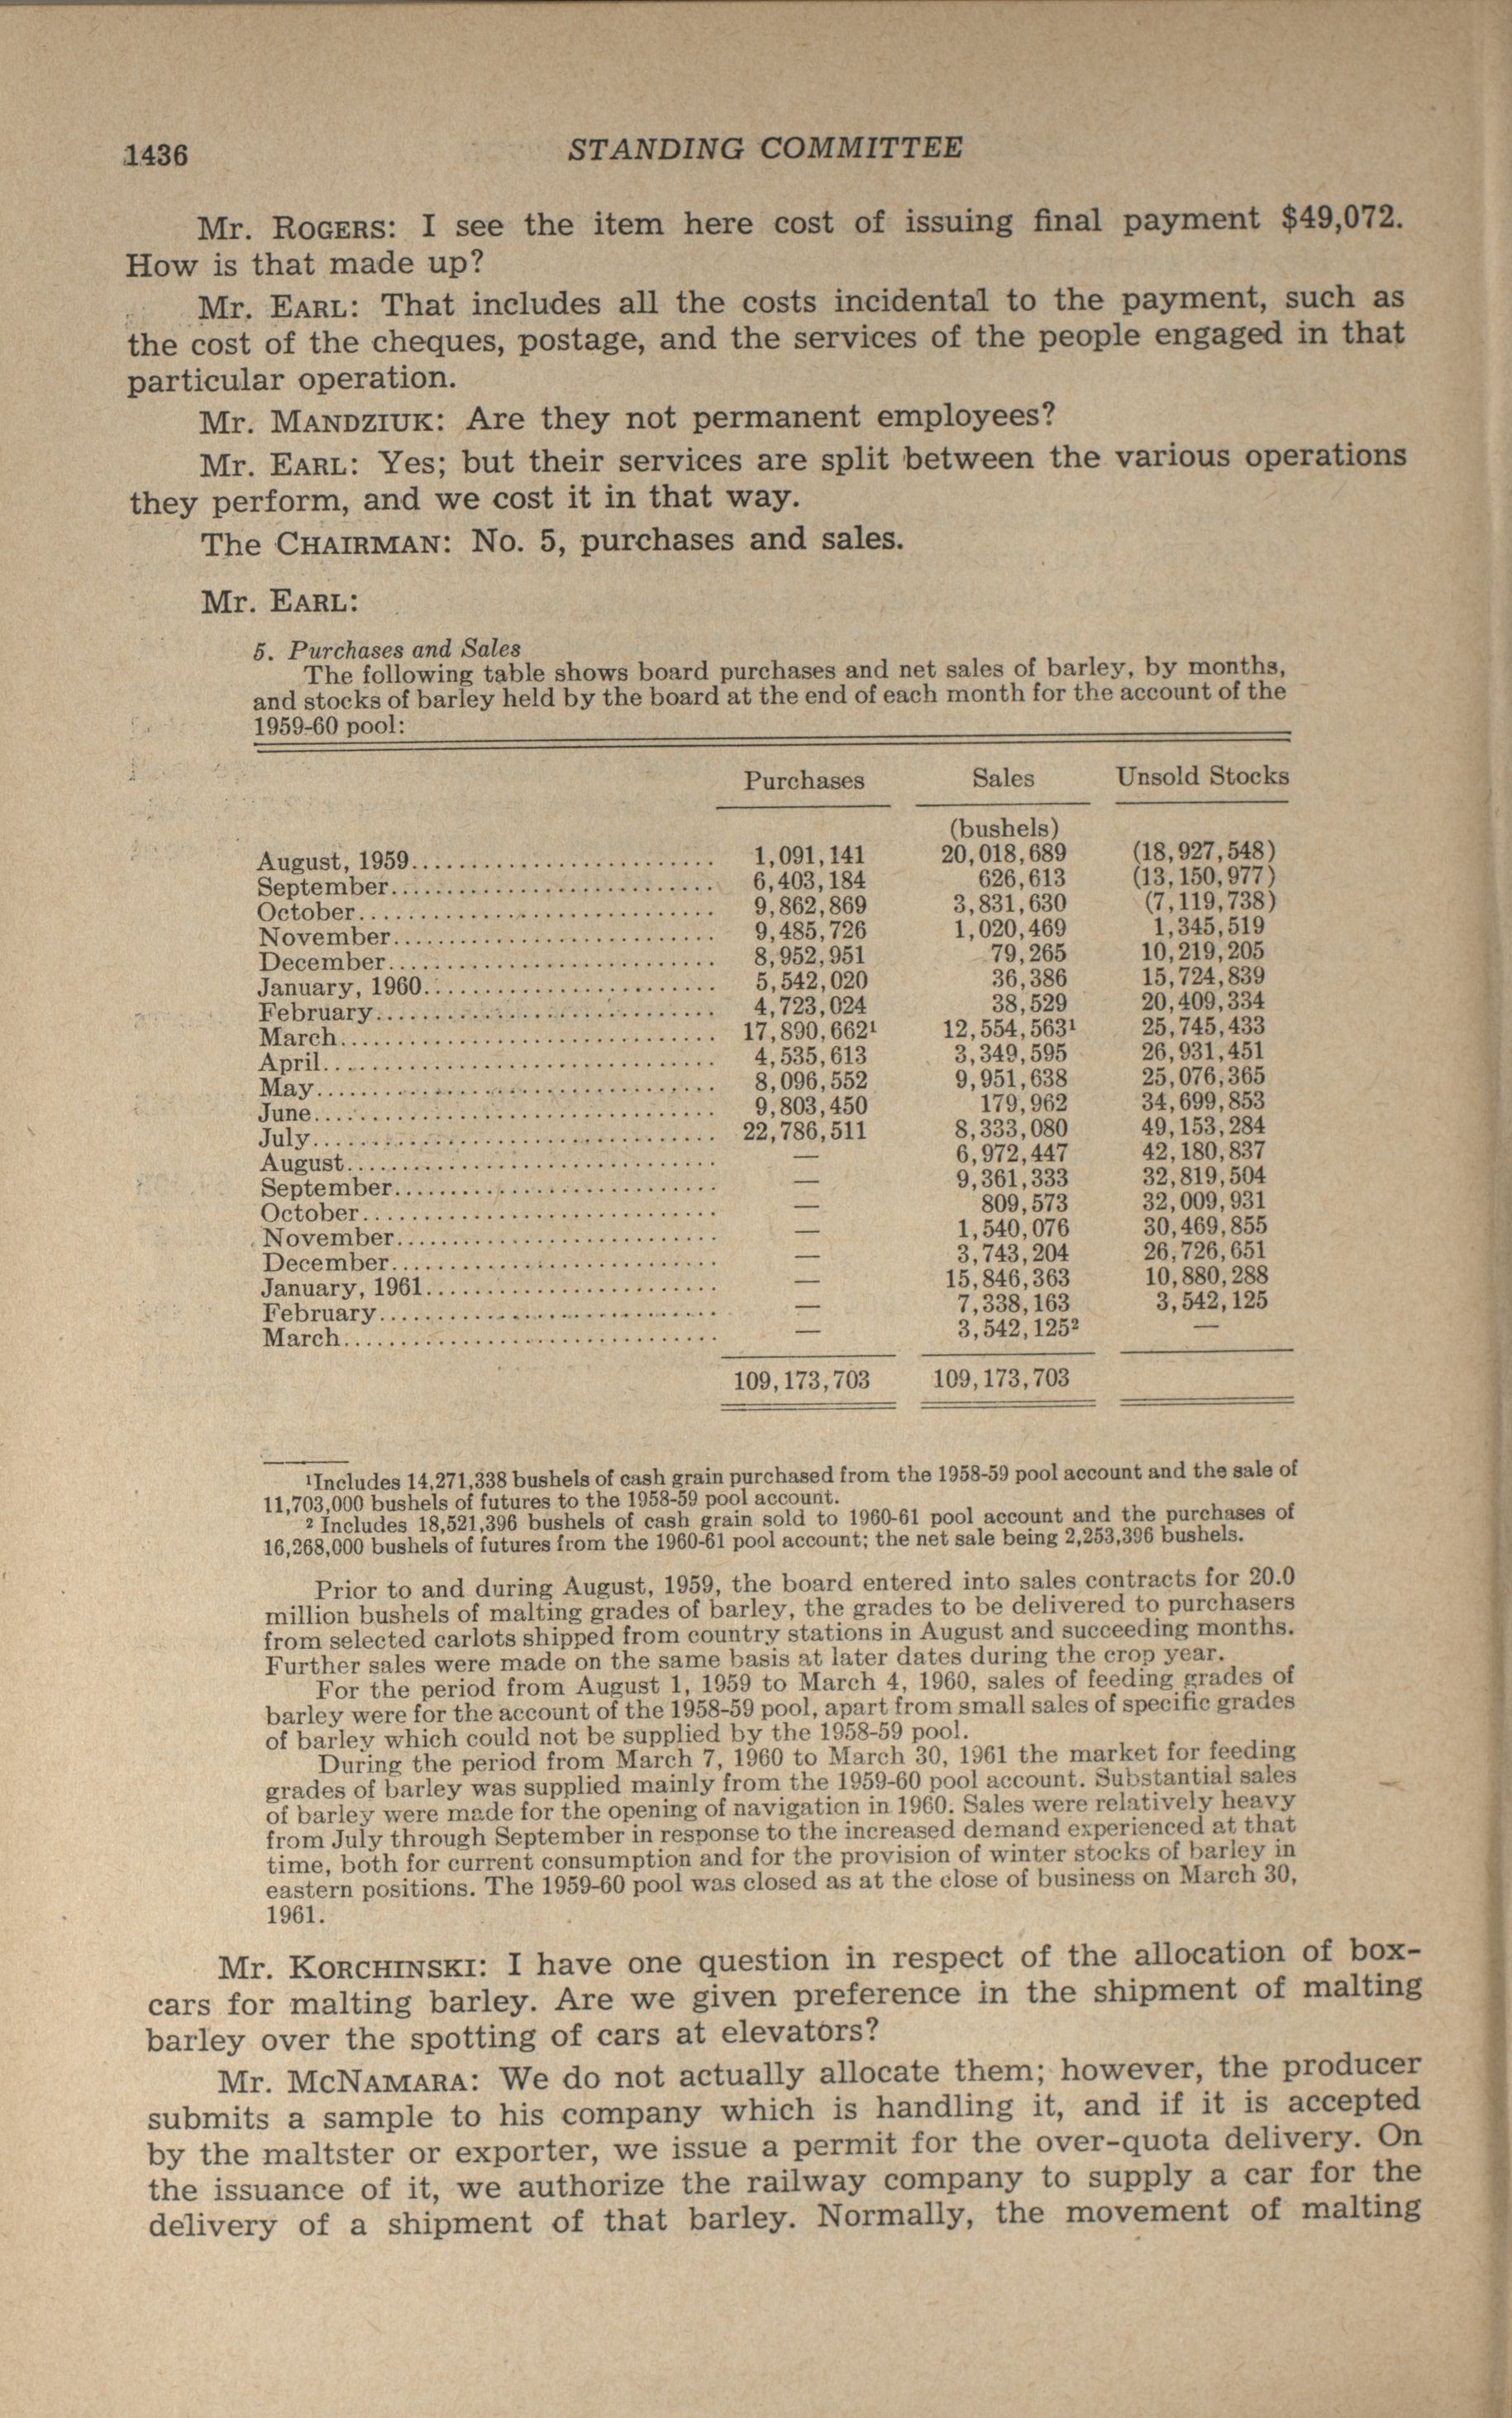 1436 STANDING COMMITTEE
Mr. ROGERS: I see the item here cost of issuing final payment $49,072.
How is that made up?
Mr. EARL: That includes all the costs incidental to the payment, such as
the cost of the cheques, postage, and the services of the people engaged in that
particular operation.
Mr. MANDZIUK: Are they not permanent employees?
Mr. EARL: Yes; but their services are split between the various operations
they perform, and we cost it in that way.
The CHAIRMAN: No. 5, purchases and sales.
Mr. EARL:
5. Purchases and Sales
The following table shows board purchases and net sales of barley, by months,
and stocks of barley held by the board at the end of each month for the account of the
1959-60 pool:
Purchases Sales Unsold Stocks
(bushels)
August, 1959 1,091,141 20,018,689 (18,927,548)
September 6,403,184 626,613 (13,150,977)
October 9,862,869 3,831,630 (7,119,738)
November 9,485,726 1,020,469 1,345,519
December 8,952,951 79,265 10,219,205
January, 1960 5,542,020 36,386 15,724,839
February 4,723,024 38,529 20,409,334
March 17,890,662¹ 12,554,563¹ 25,745,433
April 4,535,613 3,349,595 26,931,451
May 8,096,552 9,951,638 25,076,365
June 9,803,450 179,962 34,699,853
July 22,786,511 8,333,080 49,153,284
August — 6,972,447 42,180,837
September — 9,361,333 32,819,504
October — 809,573 32,009,931
November — 1,540,076 30,469,855
December — 3,743,204 26,726,651
January, 1961 — 15,846,363 10,880,288
February — 7,338,163 3,542,125
March — 3,542,125² —
109,173,703 109,173,703
¹Includes 14,271,338 bushels of cash grain purchased from the 1958-59 pool account and the sale of
11,703,000 bushels of futures to the 1958-59 pool account.
² Includes 18,521,396 bushels of cash grain sold to 1960-61 pool account and the purchases of
16,268,000 bushels of futures from the 1960-61 pool account; the net sale being 2,253,396 bushels.
Prior to and during August, 1959, the board entered into sales contracts for 20.0
million bushels of malting grades of barley, the grades to be delivered to purchasers
from selected carlots shipped from country stations in August and succeeding months.
Further sales were made on the same basis at later dates during the crop year.
For the period from August 1, 1959 to March 4, 1960, sales of feeding grades of
barley were for the account of the 1958-59 pool, apart from small sales of specific grades
of barley which could not be supplied by the 1958-59 pool.
During the period from March 7, 1960 to March 30, 1961 the market for feeding
grades of barley was supplied mainly from the 1959-60 pool account. Substantial sales
of barley were made for the opening of navigation in 1960. Sales were relatively heavy
from July through September in response to the increased demand experienced at that
time, both for current consumption and for the provision of winter stocks of barley in
eastern positions. The 1959-60 pool was closed as at the close of business on March 30,
1961.
Mr. KORCHINSKI: I have one question in respect of the allocation of box-
cars for malting barley. Are we given preference in the shipment of malting
barley over the spotting of cars at elevators?
Mr. MCNAMARA: We do not actually allocate them; however, the producer
submits a sample to his company which is handling it, and if it is accepted
by the maltster or exporter, we issue a permit for the over-quota delivery. On
the issuance of it, we authorize the railway company to supply a car for the
delivery of a shipment of that barley. Normally, the movement of malting